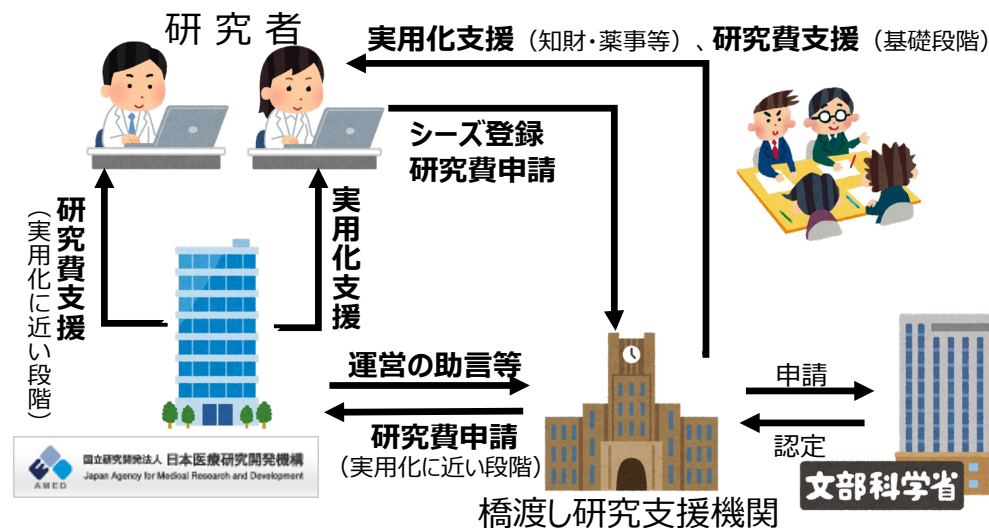 研究者
実用化支援（知財・薬事等）、研究費支援（基礎段階）
シーズ登録
研究費申請
研究費支援
（実用化に近い段階）
実用化支援
運営の助言等
研究費申請
（実用化に近い段階）
申請
認定
AMED
国立研究開発法人 日本医療研究開発機構
Japan Agency for Medical Research and Development
文部科学省
橋渡し研究支援機関